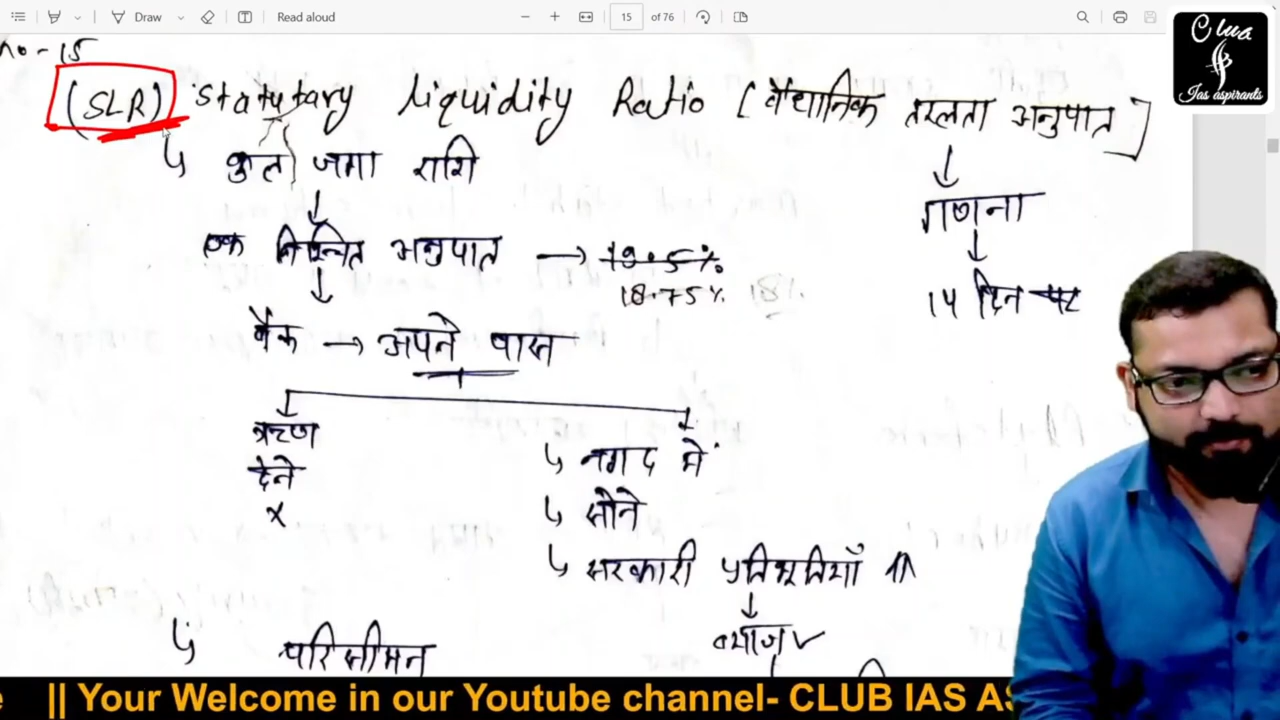 Draw
Read aloud
15 of 76
no-15
(SLR) Statutary liquidity Ratio [वैधानिक तरलता अनुपात]
↳ कुल जमा राशि
गणना
एक निश्चित अनुपात → 19.5%
18.75% 18%
14 दिन पर
बैंक → अपने पास
ऋण
देने
x
↳ नगद में
↳ सोने
↳ सरकारी प्रतिभूतियाँ
ब्याज ✓
↳ परिसीमन
Club
Ias aspirants
|| Your Welcome in our Youtube channel- CLUB IAS AS